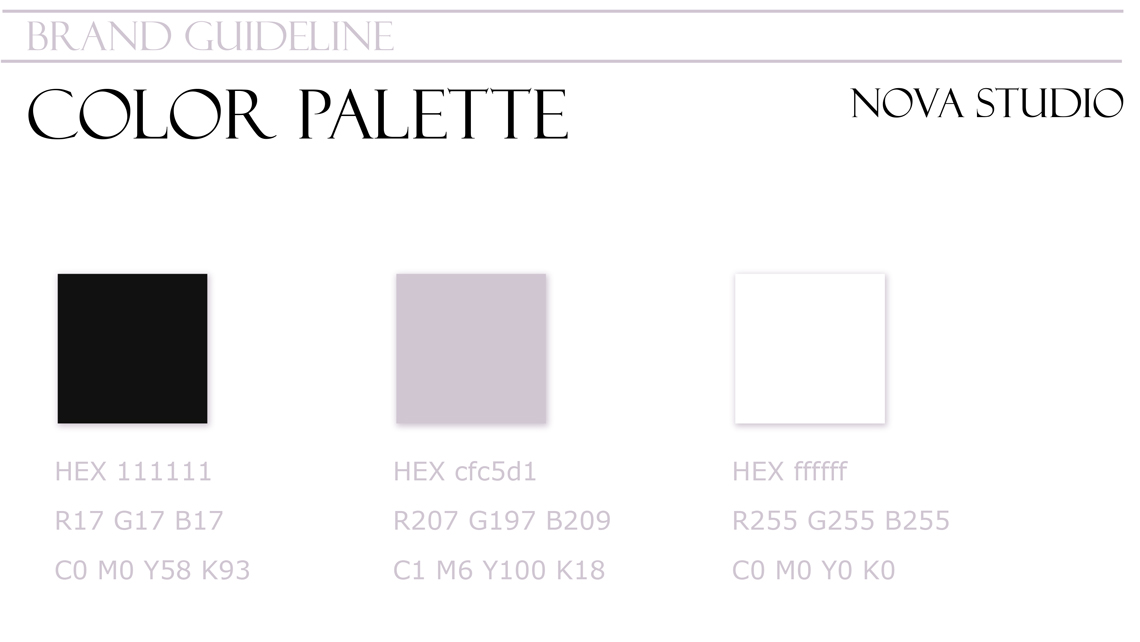 BRAND GUIDELINE
COLOR PALETTE
NOVA STUDIO
HEX 111111
R17 G17 B17
C0 M0 Y58 K93
HEX cfc5d1
R207 G197 B209
C1 M6 Y100 K18
HEX ffffff
R255 G255 B255
C0 M0 Y0 K0